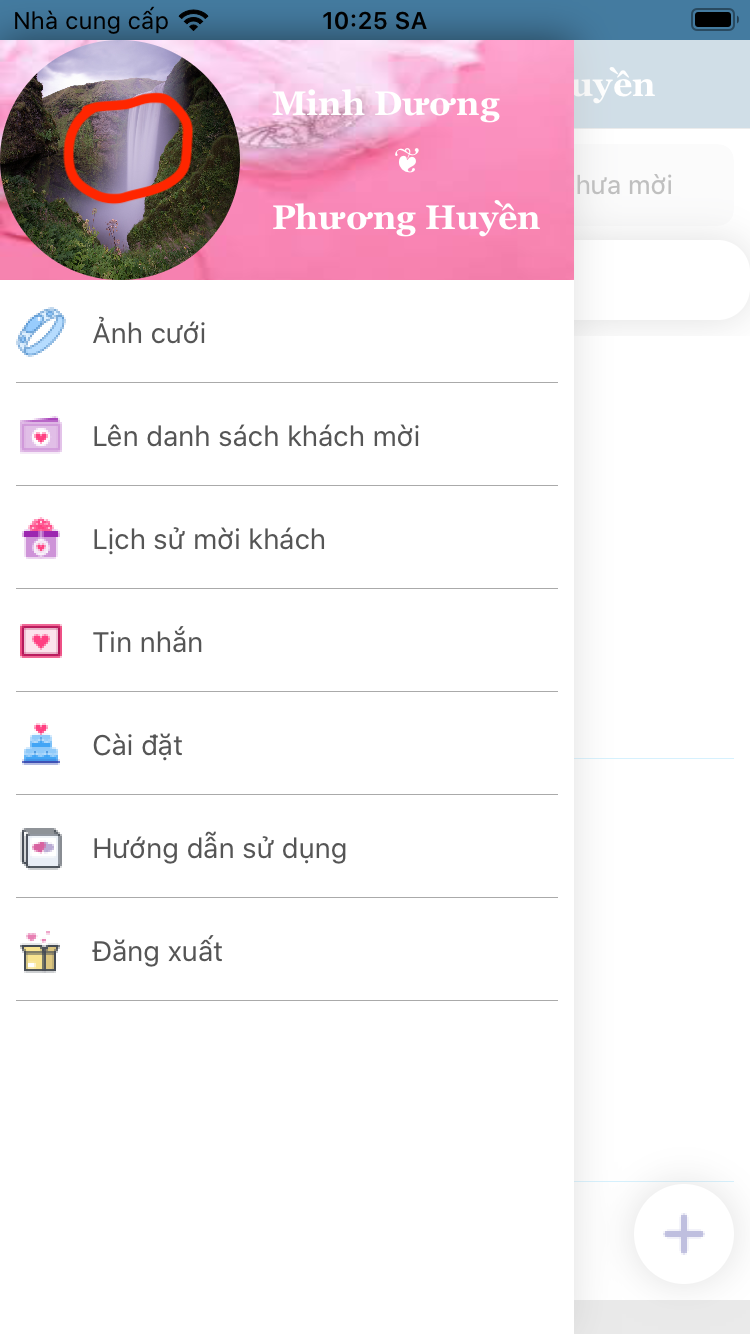 Nhà cung cấp 10:25 SA
Minh Dương
❦
Phương Huyền
uyền
hưa mời
Ảnh cưới
Lên danh sách khách mời
Lịch sử mời khách
Tin nhắn
Cài đặt
Hướng dẫn sử dụng
Đăng xuất